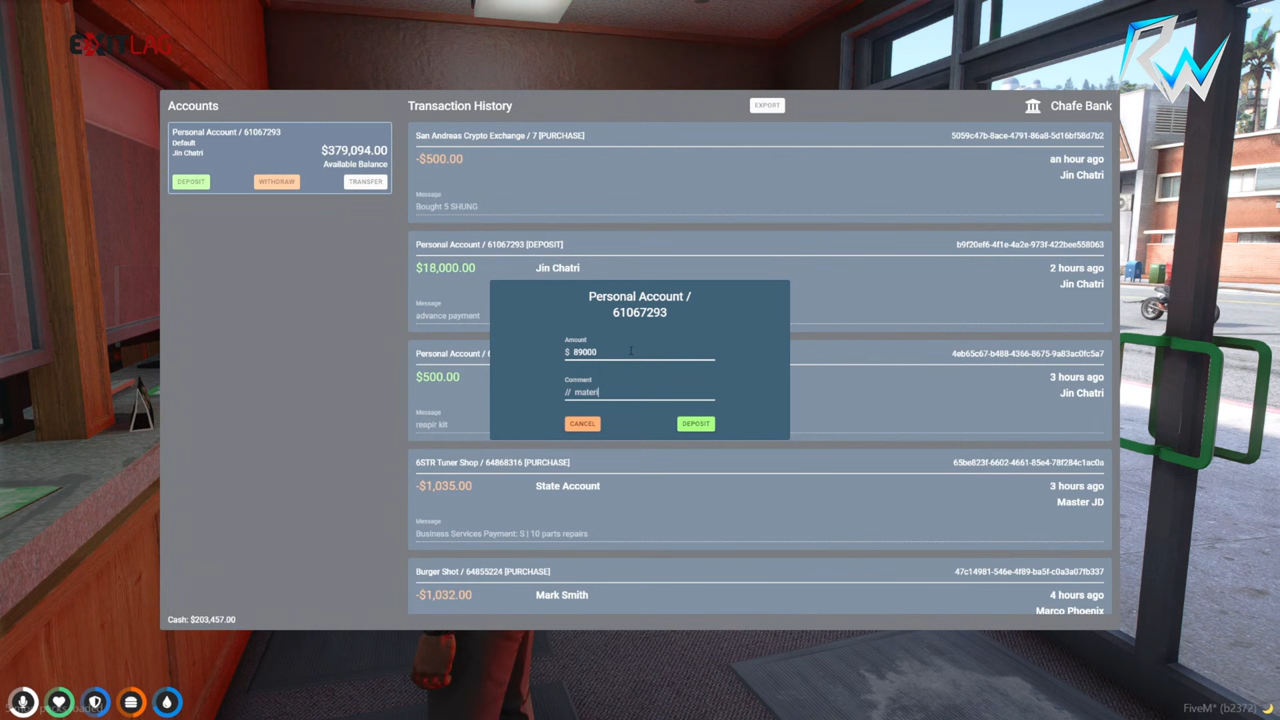 EXITLAG
RW
Accounts
Personal Account / 61067293
Default
Jin Chatri
$379,094.00
Available Balance
DEPOSIT
WITHDRAW
TRANSFER
Cash: $203,457.00
Transaction History
EXPORT
Chafe Bank
San Andreas Crypto Exchange / 7 [PURCHASE]
5059c47b-8ace-4791-86a8-5d16bf58d7b2
-$500.00
an hour ago
Jin Chatri
Message
Bought 5 SHUNG
Personal Account / 61067293 [DEPOSIT]
b9f20ef6-4f1e-4a2e-973f-422bee558063
$18,000.00
Jin Chatri
2 hours ago
Jin Chatri
Message
advance payment
Personal Account /
4eb65c67-b488-4366-8675-9a83ac0fc5a7
$500.00
3 hours ago
Jin Chatri
Message
reapir kit
6STR Tuner Shop / 64868316 [PURCHASE]
65be823f-6602-4661-85e4-78f284c1ac0a
-$1,035.00
State Account
3 hours ago
Master JD
Message
Business Services Payment: S | 10 parts repairs
Burger Shot / 64855224 [PURCHASE]
47c14981-546e-4f89-ba5f-c0a3a07fb337
-$1,032.00
Mark Smith
4 hours ago
Marco Phoenix
Personal Account /
61067293
Amount
$ 89000
Comment
// materi
CANCEL
DEPOSIT
FiveM* (b2372)